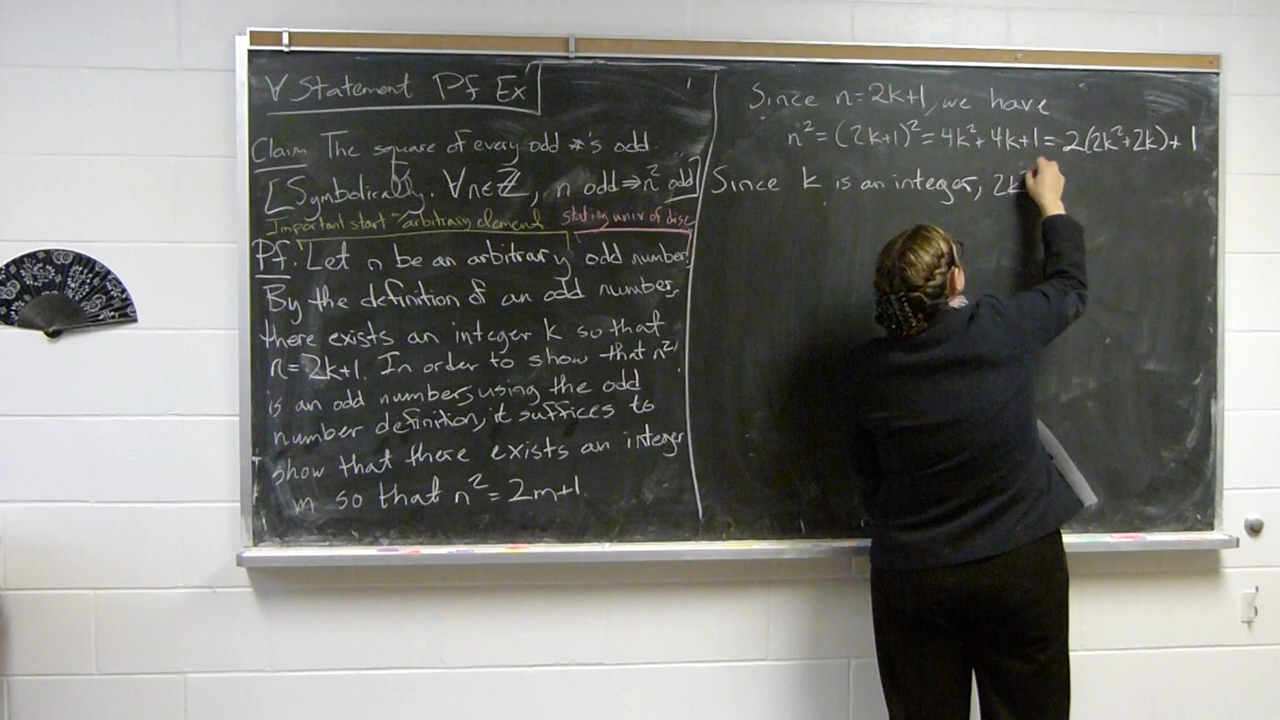 ∀ Statement Pf Ex
Claim The square of every odd #'s odd.
[Symbolically. ∀n∈ℤ, n odd ⇒ n² odd]
Important start "arbitrary element
stating univ of disc
Pf. Let n be an arbitrary odd number.
By the definition of an odd number,
there exists an integer k so that
n=2k+1. In order to show that n²
is an odd number, using the odd
number definition, it suffices to
show that there exists an integer
m so that n² = 2m+1.
Since n=2k+1, we have
n² = (2k+1)² = 4k²+4k+1 = 2(2k²+2k)+1
Since k is an integer, 2k